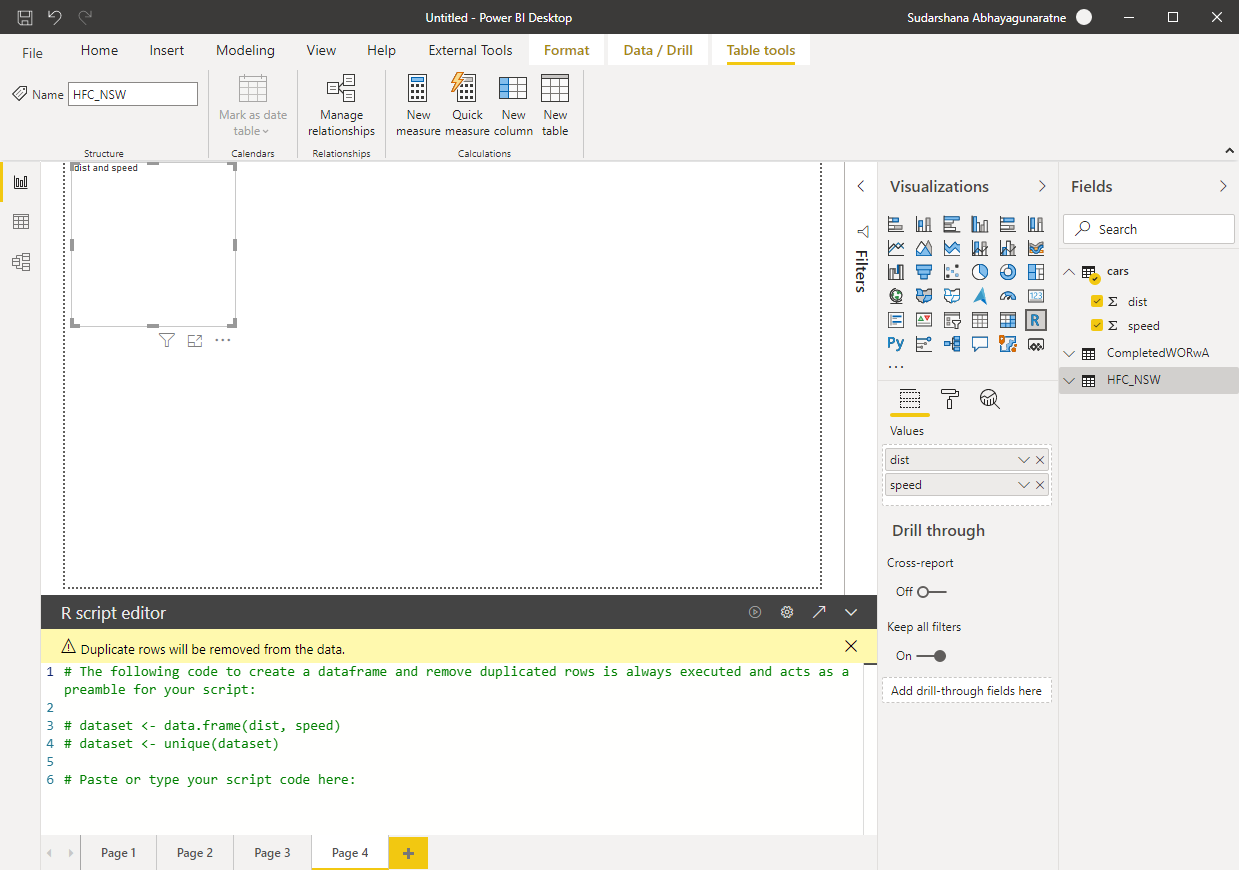 Untitled - Power BI Desktop
Sudarshana Abhayagunaratne
File Home Insert Modeling View Help External Tools Format Data / Drill Table tools
Name HFC_NSW
Mark as date
table
Manage
relationships
New
measure
Quick
measure
New
column
New
table
Structure Calendars Relationships Calculations
dist and speed
Filters
Visualizations
123
R
Py
Values
dist
speed
Drill through
Cross-report
Off
Keep all filters
On
Add drill-through fields here
Fields
Search
cars
dist
speed
CompletedWORwA
HFC_NSW
R script editor
Duplicate rows will be removed from the data.
1 # The following code to create a dataframe and remove duplicated rows is always executed and acts as a
preamble for your script:
2
3 # dataset <- data.frame(dist, speed)
4 # dataset <- unique(dataset)
5
6 # Paste or type your script code here:
Page 1 Page 2 Page 3 Page 4